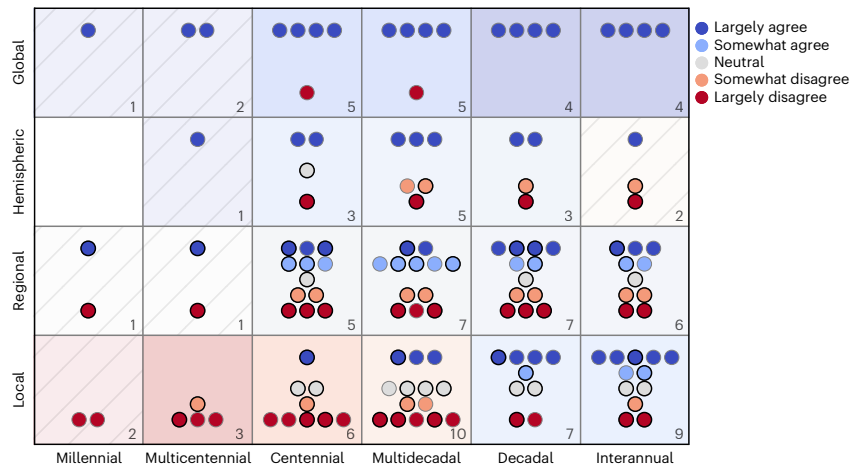 Global
1
2
5
5
4
4
Hemispheric
1
3
5
3
2
Regional
1
1
5
7
7
6
Local
2
3
6
10
7
9
Millennial
Multicentennial
Centennial
Multidecadal
Decadal
Interannual
Largely agree
Somewhat agree
Neutral
Somewhat disagree
Largely disagree